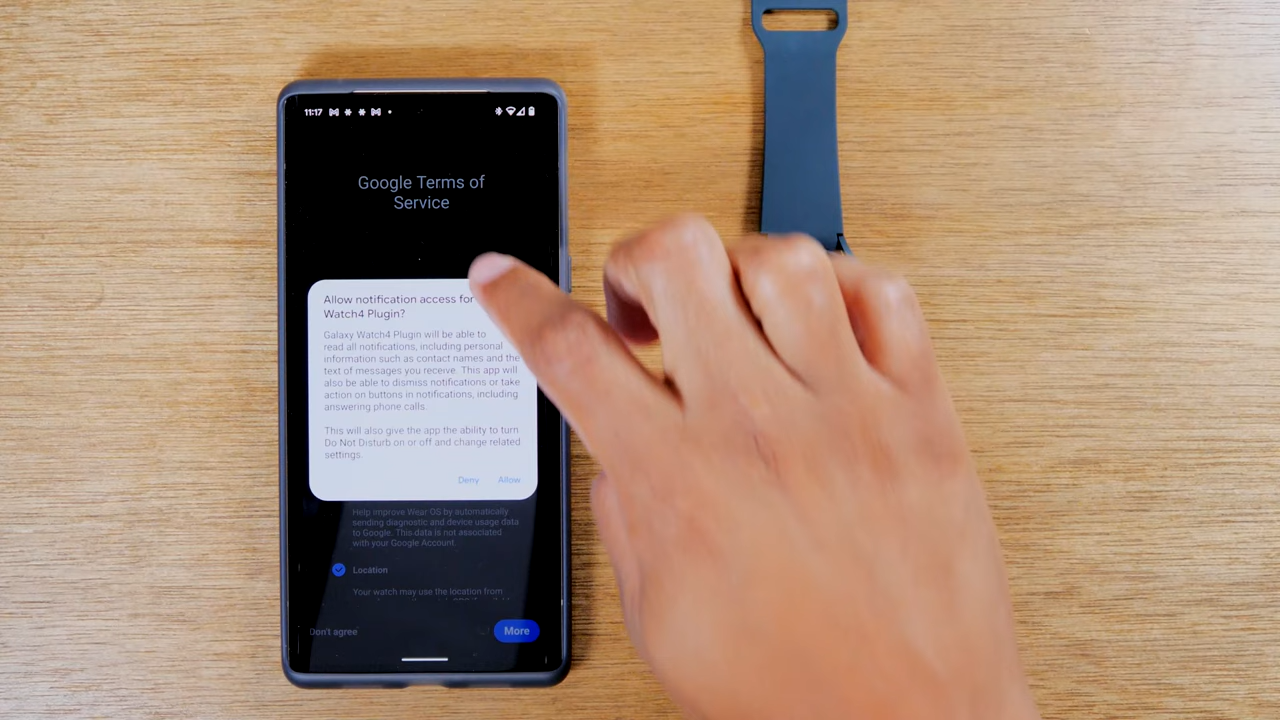 11:17
Google Terms of
Service
Allow notification access for
Watch4 Plugin?
Galaxy Watch4 Plugin will be able to
read all notifications, including personal
information such as contact names and the
text of messages you receive. This app will
also be able to dismiss notifications or take
action on buttons in notifications, including
answering phone calls.
This will also give the app the ability to turn
Do Not Disturb on or off and change related
settings.
Deny Allow
Help improve Wear OS by automatically
sending diagnostic and device usage data
to Google. This data is not associated
with your Google Account.
Location
Your watch may use the location from
Don't agree More